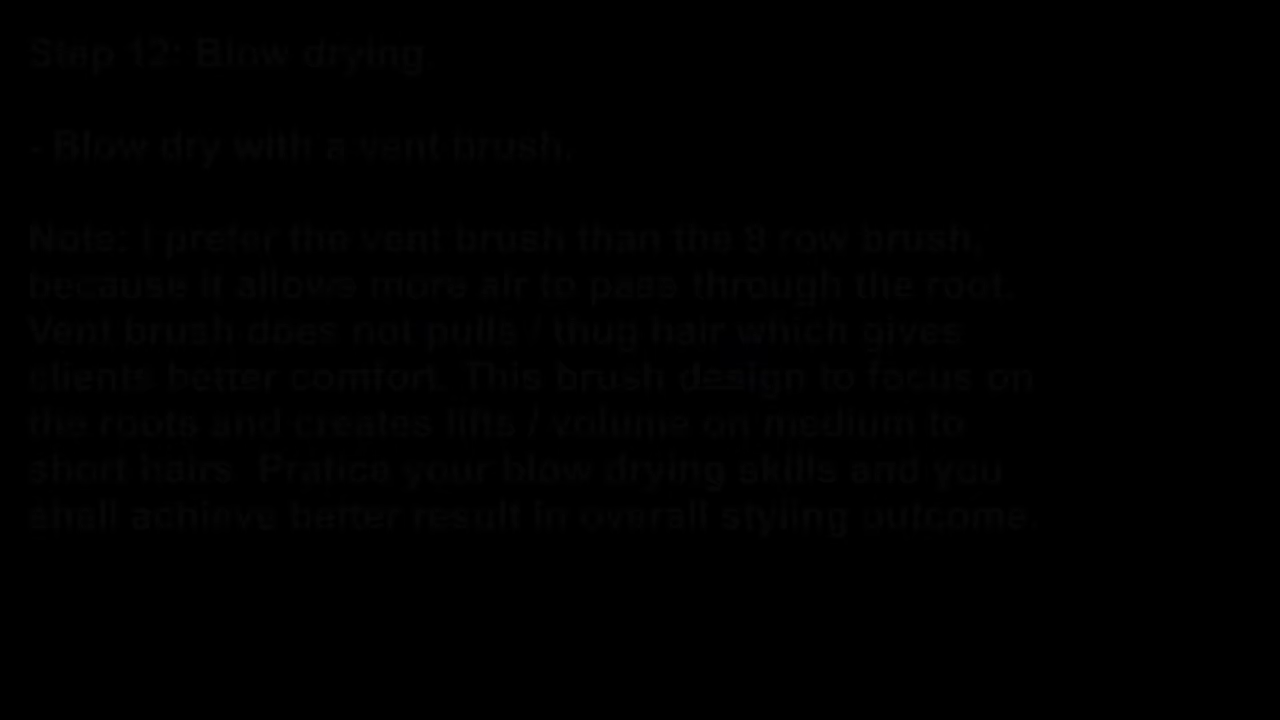 Step 12: Blow drying
- Blow dry with a vent brush.
Note: I prefer the vent brush than the 9 row brush,
because it allows more air to pass through the root.
Vent brush does not pulls / thug hair which gives
clients better comfort. This brush design to focus on
the roots and creates lifts / volume on medium to
short hairs. Pratice your blow drying skills and you
shall achieve better result in overall styling outcome.